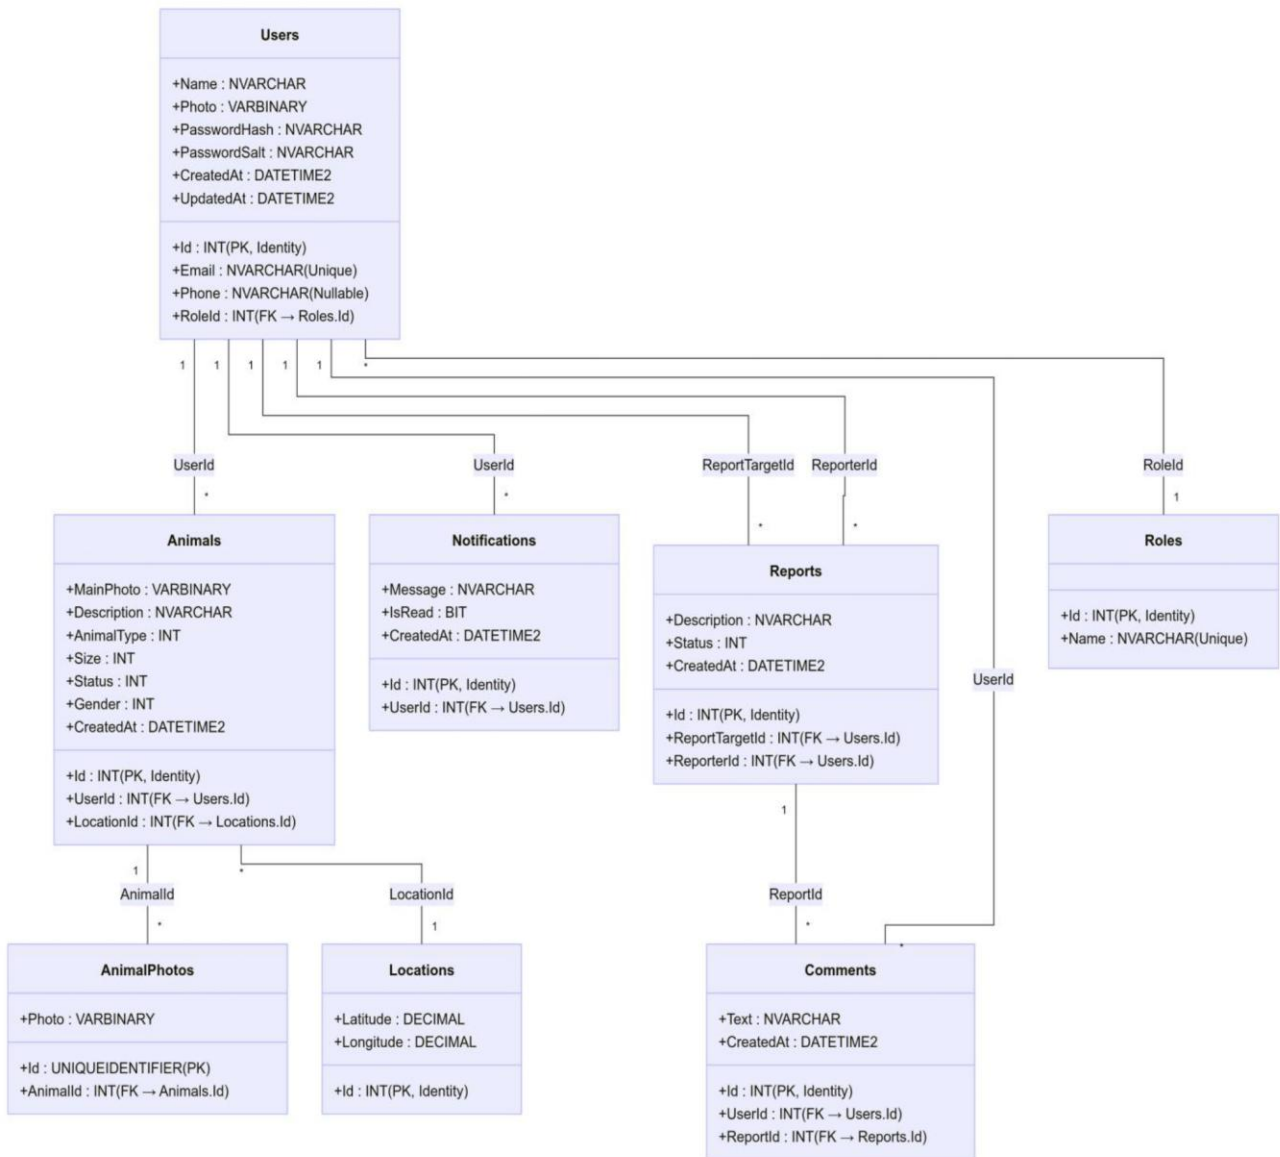 Users
+Name : NVARCHAR
+Photo : VARBINARY
+PasswordHash : NVARCHAR
+PasswordSalt : NVARCHAR
+CreatedAt : DATETIME2
+UpdatedAt : DATETIME2
+Id : INT(PK, Identity)
+Email : NVARCHAR(Unique)
+Phone : NVARCHAR(Nullable)
+RoleId : INT(FK → Roles.Id)
1 1 1 1 1 *
UserId
UserId
ReportTargetId
ReporterId
RoleId
* * * * 1
Animals
+MainPhoto : VARBINARY
+Description : NVARCHAR
+AnimalType : INT
+Size : INT
+Status : INT
+Gender : INT
+CreatedAt : DATETIME2
+Id : INT(PK, Identity)
+UserId : INT(FK → Users.Id)
+LocationId : INT(FK → Locations.Id)
Notifications
+Message : NVARCHAR
+IsRead : BIT
+CreatedAt : DATETIME2
+Id : INT(PK, Identity)
+UserId : INT(FK → Users.Id)
Reports
+Description : NVARCHAR
+Status : INT
+CreatedAt : DATETIME2
+Id : INT(PK, Identity)
+ReportTargetId : INT(FK → Users.Id)
+ReporterId : INT(FK → Users.Id)
Roles
+Id : INT(PK, Identity)
+Name : NVARCHAR(Unique)
UserId
1
1
*
AnimalId
LocationId
ReportId
*
1
*
*
AnimalPhotos
+Photo : VARBINARY
+Id : UNIQUEIDENTIFIER(PK)
+AnimalId : INT(FK → Animals.Id)
Locations
+Latitude : DECIMAL
+Longitude : DECIMAL
+Id : INT(PK, Identity)
Comments
+Text : NVARCHAR
+CreatedAt : DATETIME2
+Id : INT(PK, Identity)
+UserId : INT(FK → Users.Id)
+ReportId : INT(FK → Reports.Id)